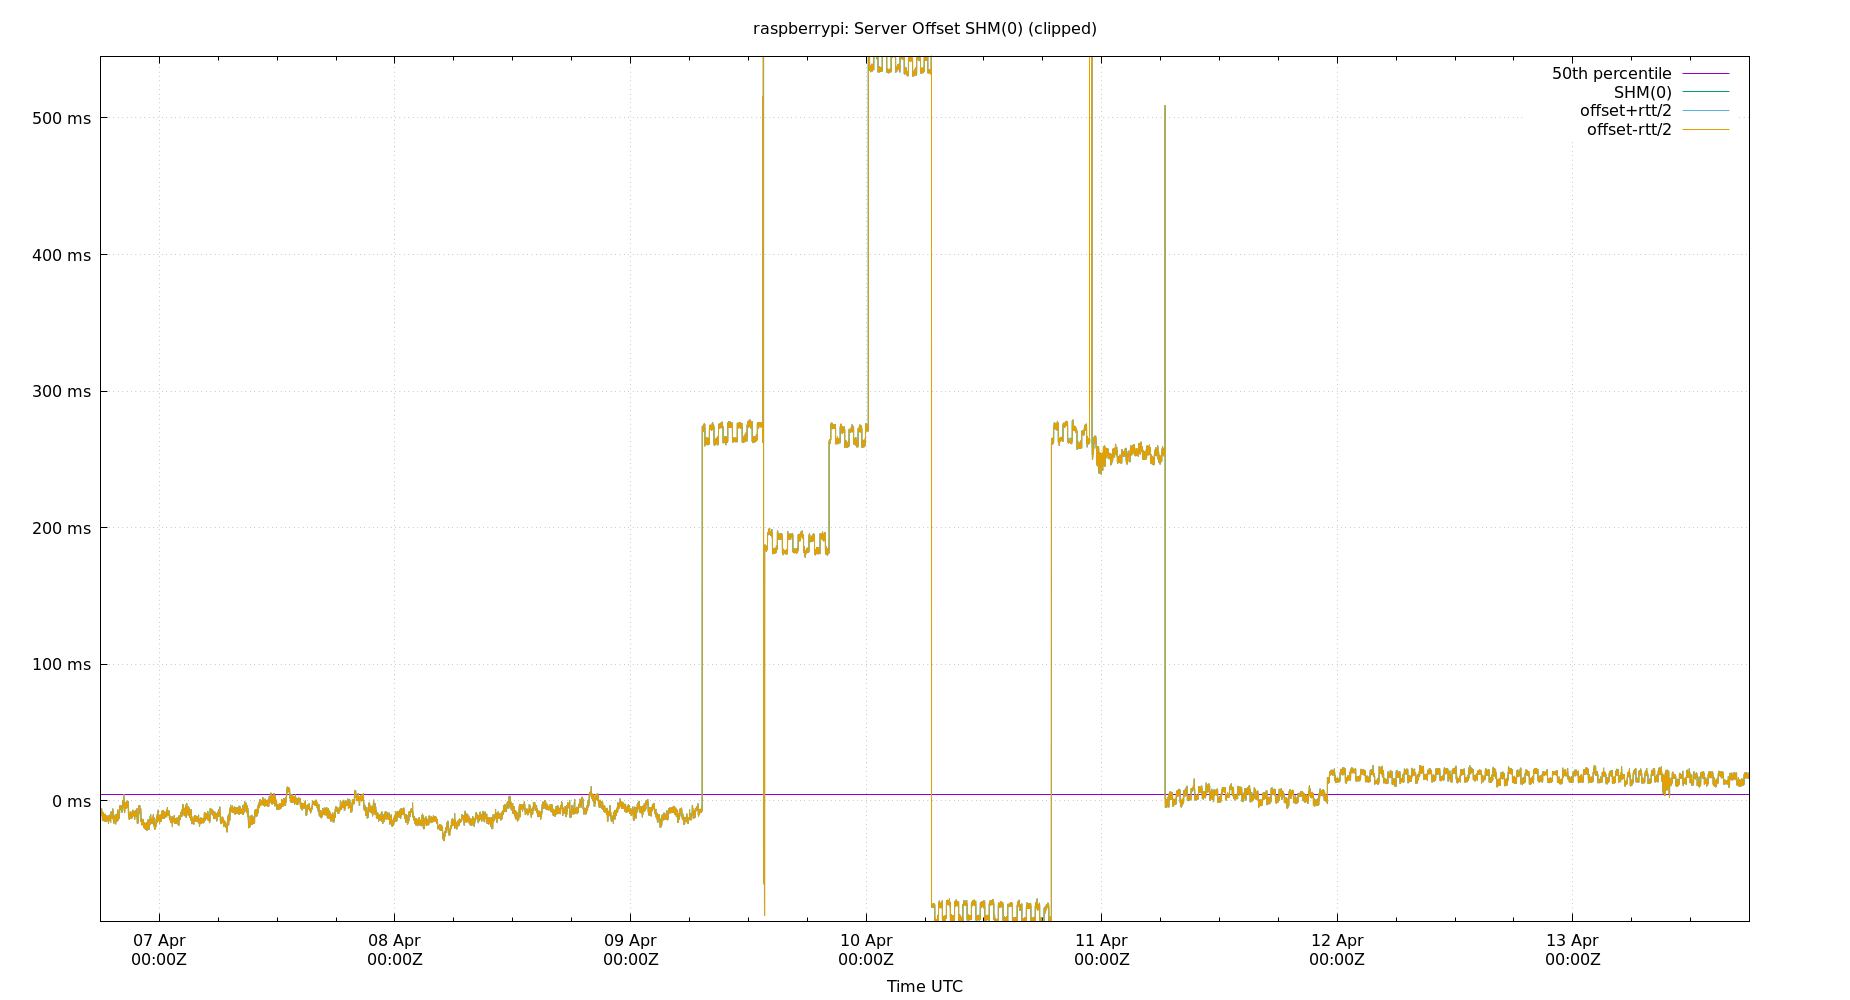 raspberrypi: Server Offset SHM(0) (clipped)
50th percentile
SHM(0)
offset+rtt/2
offset-rtt/2
500 ms
400 ms
300 ms
200 ms
100 ms
0 ms
07 Apr 08 Apr 09 Apr 10 Apr 11 Apr 12 Apr 13 Apr
00:00Z 00:00Z 00:00Z 00:00Z 00:00Z 00:00Z 00:00Z
Time UTC